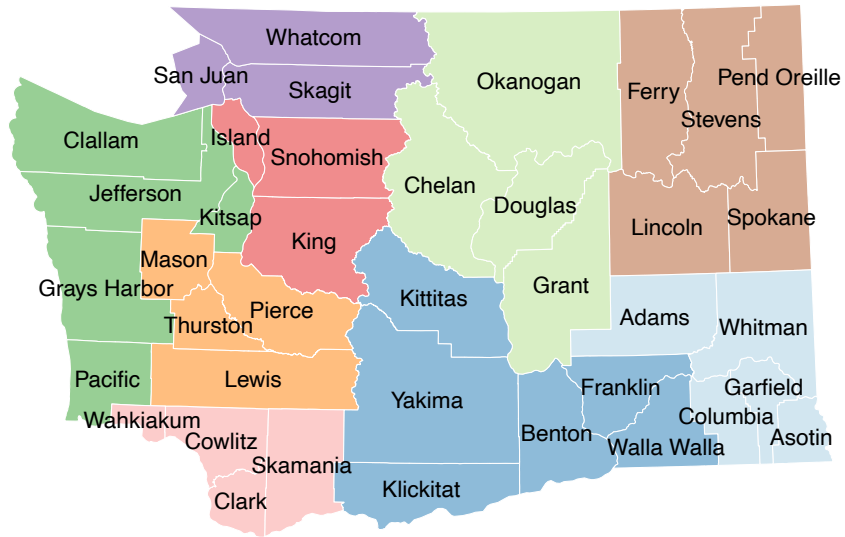 Whatcom
San Juan
Skagit
Okanogan
Ferry
Pend Oreille
Stevens
Clallam
Island
Snohomish
Jefferson
Kitsap
Chelan
Douglas
Lincoln
Spokane
King
Mason
Grays Harbor
Pierce
Thurston
Kittitas
Grant
Adams
Whitman
Pacific
Lewis
Yakima
Franklin
Garfield
Columbia
Wahkiakum
Cowlitz
Benton
Walla Walla
Asotin
Skamania
Klickitat
Clark